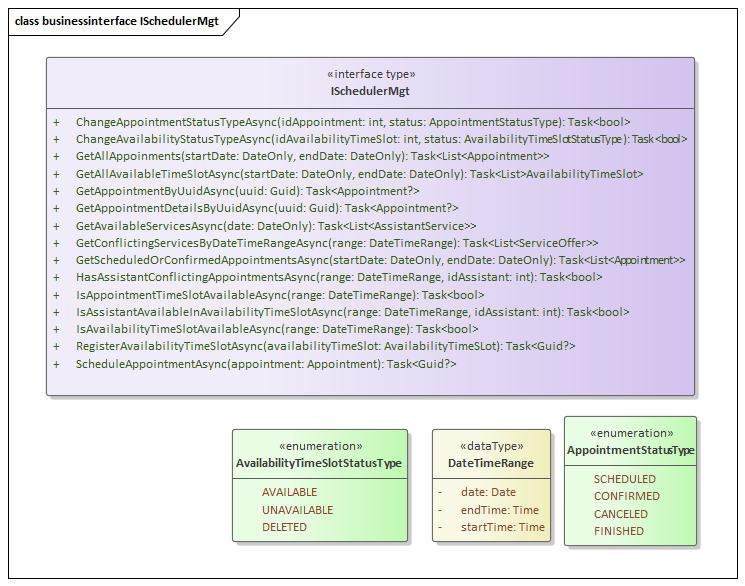 class businessinterface ISchedulerMgt
«interface type»
ISchedulerMgt
+ ChangeAppointmentStatusTypeAsync(idAppointment: int, status: AppointmentStatusType): Task<bool>
+ ChangeAvailabilityStatusTypeAsync(idAvailabilityTimeSlot: int, status: AvailabilityTimeSlotStatusType): Task<bool>
+ GetAllAppoinments(startDate: DateOnly, endDate: DateOnly): Task<List<Appointment>>
+ GetAllAvailableTimeSlotAsync(startDate: DateOnly, endDate: DateOnly): Task<List>AvailabilityTimeSlot>
+ GetAppointmentByUuidAsync(uuid: Guid): Task<Appointment?>
+ GetAppointmentDetailsByUuidAsync(uuid: Guid): Task<Appointment?>
+ GetAvailableServicesAsync(date: DateOnly): Task<List<AssistantService>>
+ GetConflictingServicesByDateTimeRangeAsync(range: DateTimeRange): Task<List<ServiceOffer>>
+ GetScheduledOrConfirmedAppointmentsAsync(startDate: DateOnly, endDate: DateOnly): Task<List<Appointment>>
+ HasAssistantConflictingAppointmentsAsync(range: DateTimeRange, idAssistant: int): Task<bool>
+ IsAppointmentTimeSlotAvailableAsync(range: DateTimeRange): Task<bool>
+ IsAssistantAvailableInAvailabilityTimeSlotAsync(range: DateTimeRange, idAssistant: int): Task<bool>
+ IsAvailabilityTimeSlotAvailableAsync(range: DateTimeRange): Task<bool>
+ RegisterAvailabilityTimeSlotAsync(availabilityTimeSlot: AvailabilityTimeSLot): Task<Guid?>
+ ScheduleAppointmentAsync(appointment: Appointment): Task<Guid?>
«enumeration»
AvailabilityTimeSlotStatusType
AVAILABLE
UNAVAILABLE
DELETED
«dataType»
DateTimeRange
- date: Date
- endTime: Time
- startTime: Time
«enumeration»
AppointmentStatusType
SCHEDULED
CONFIRMED
CANCELED
FINISHED